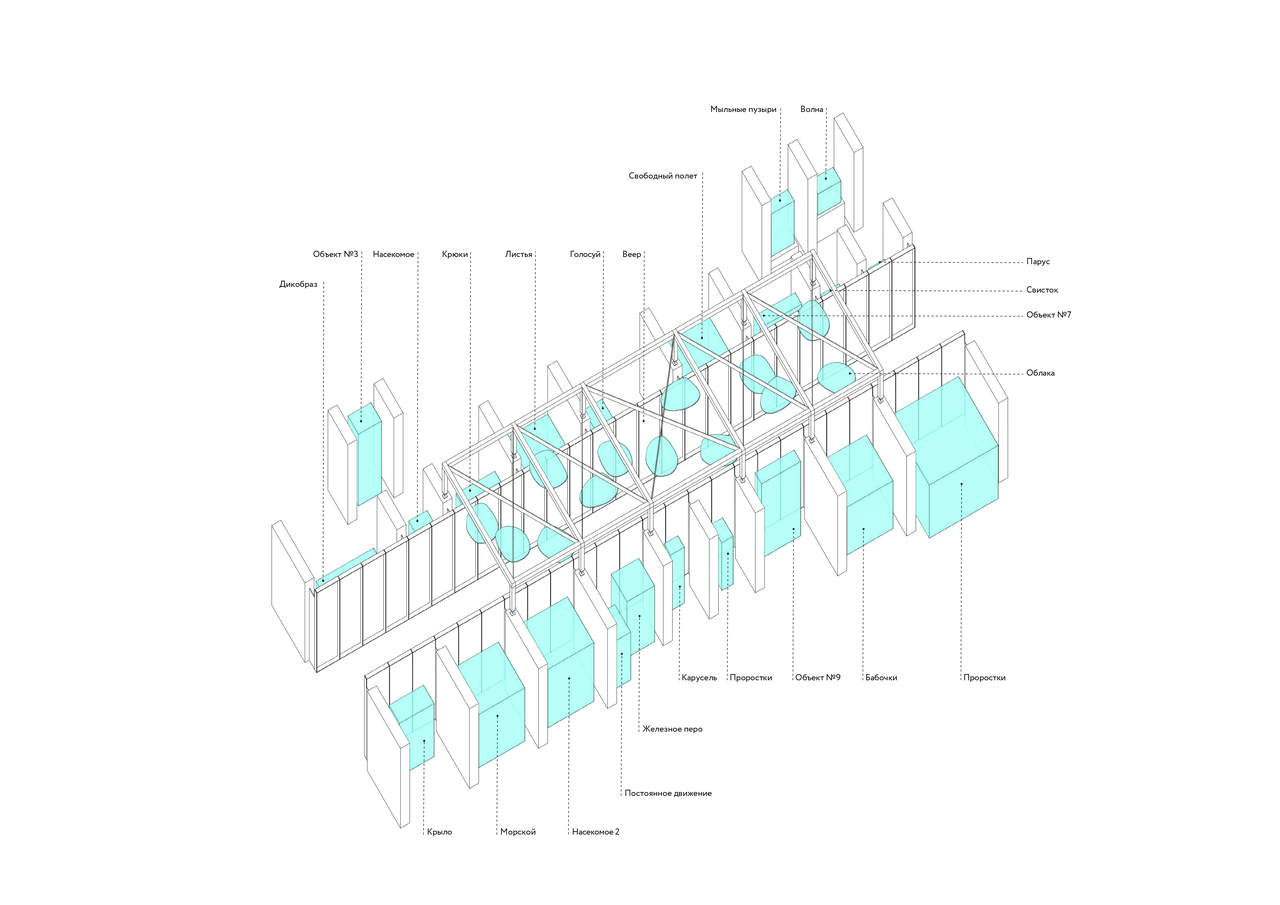 Мыльные пузыри
Волна
Свободный полет
Объект №3
Насекомое
Крюки
Листья
Голосуй
Веер
Парус
Дикобраз
Свисток
Объект №7
Облака
Карусель
Проростки
Объект №9
Бабочки
Проростки
Железное перо
Постоянное движение
Крыло
Морской
Насекомое 2